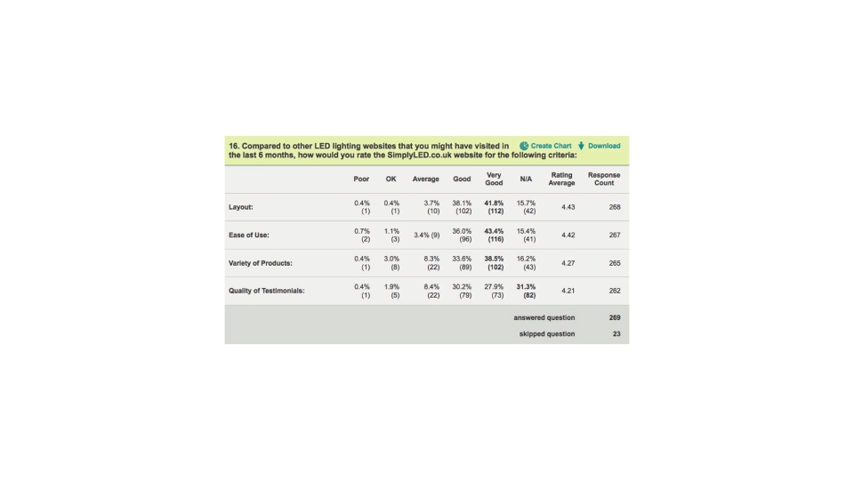 16. Compared to other LED lighting websites that you might have visited in the last 6 months, how would you rate the SimplyLED.co.uk website for the following criteria:
Create Chart Download
Poor OK Average Good Very Good N/A Rating Average Response Count
Layout: 0.4% (1) 0.4% (1) 3.7% (10) 38.1% (102) 41.8% (112) 15.7% (42) 4.43 268
Ease of Use: 0.7% (2) 1.1% (3) 3.4% (9) 36.0% (96) 43.4% (116) 15.4% (41) 4.42 267
Variety of Products: 0.4% (1) 3.0% (8) 8.3% (22) 33.6% (89) 38.5% (102) 16.2% (43) 4.27 265
Quality of Testimonials: 0.4% (1) 1.9% (5) 8.4% (22) 30.2% (79) 27.9% (73) 31.3% (82) 4.21 262
answered question 269
skipped question 23